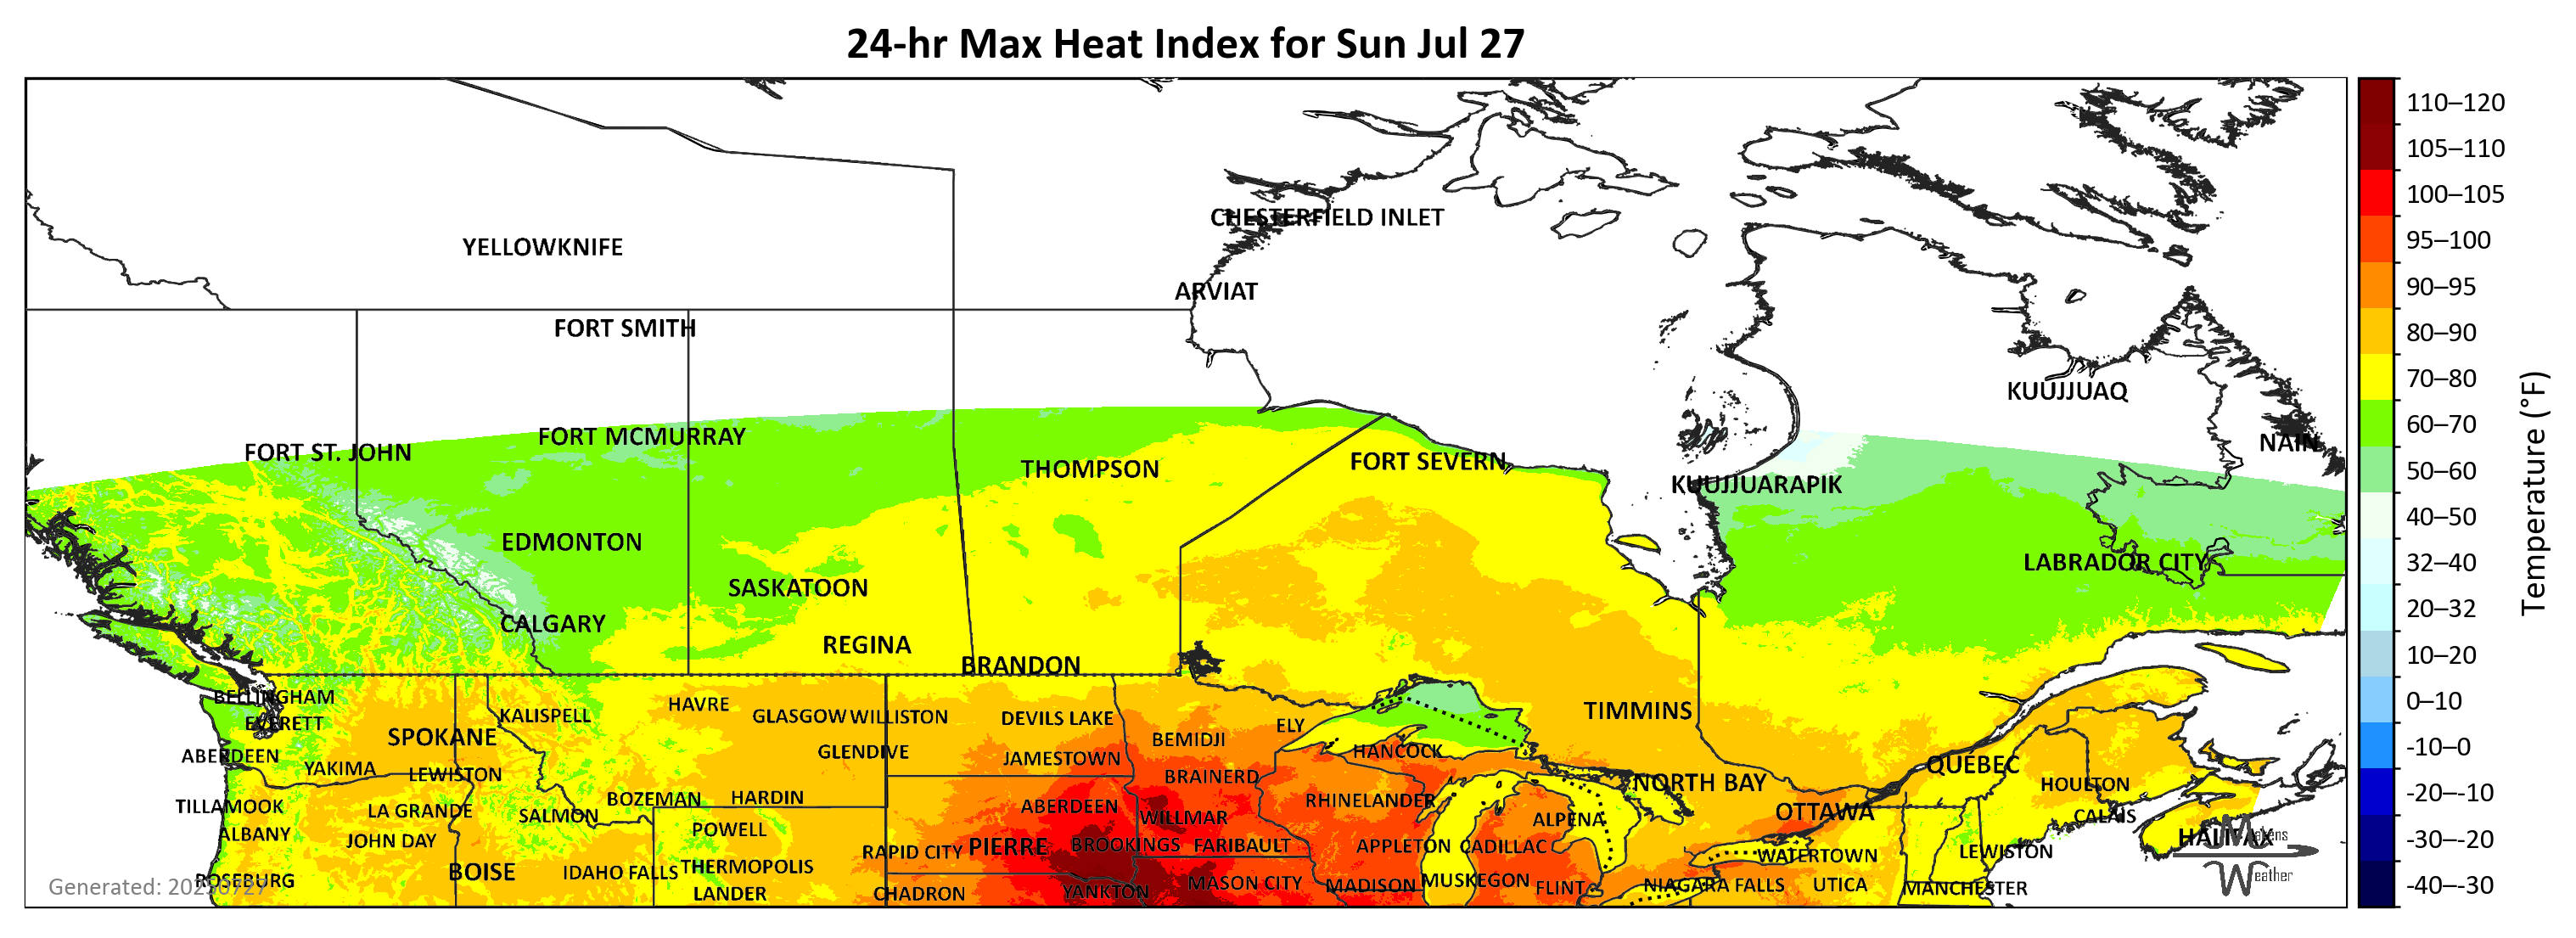 24-hr Max Heat Index for Sun Jul 27
110–120
105–110
100–105
95–100
90–95
80–90
70–80
60–70
50–60
40–50
32–40
20–32
10–20
0–10
-10–0
-20–-10
-30–-20
-40–-30
Temperature (°F)
CHESTERFIELD INLET
YELLOWKNIFE
ARVIAT
FORT SMITH
KUUJJUAQ
FORT MCMURRAY
NAIN
FORT ST. JOHN
THOMPSON
FORT SEVERN
KUUJJUARAPIK
EDMONTON
LABRADOR CITY
SASKATOON
CALGARY
REGINA
BRANDON
BELLINGHAM
HAVRE
TIMMINS
KALISPELL
GLASGOW
WILLISTON
DEVILS LAKE
EVERETT
ELY
SPOKANE
BEMIDJI
ABERDEEN
GLENDIVE
JAMESTOWN
HANCOCK
QUÉBEC
YAKIMA
LEWISTON
BRAINERD
NORTH BAY
HOULTON
TILLAMOOK
LA GRANDE
BOZEMAN
HARDIN
ABERDEEN
RHINELANDER
SALMON
WILLMAR
ALPENA
OTTAWA
CALAIS
ALBANY
JOHN DAY
POWELL
HALIFAX
RAPID CITY
PIERRE
BROOKINGS
FARIBAULT
APPLETON
CADILLAC
WATERTOWN
LEWISTON
BOISE
IDAHO FALLS
THERMOPOLIS
ROSEBURG
LANDER
CHADRON
YANKTON
MASON CITY
MADISON
MUSKEGON
FLINT
NIAGARA FALLS
UTICA
MANCHESTER
Generated: 20250727
Weather